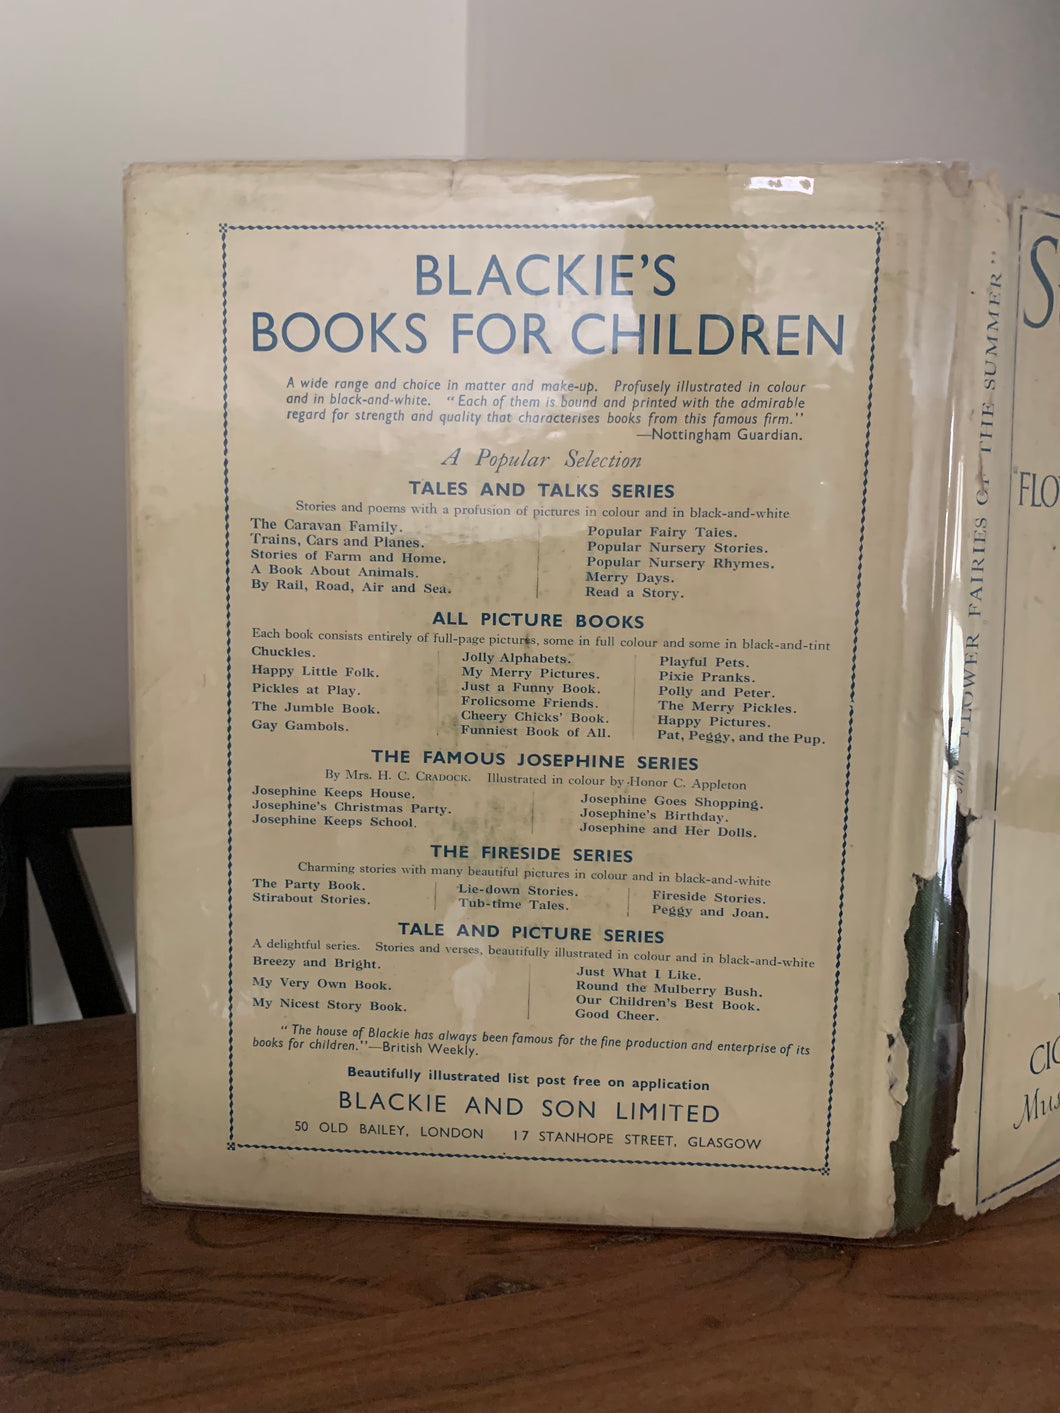 BLACKIE'S
BOOKS FOR CHILDREN
A wide range and choice in matter and make-up. Profusely illustrated in colour
and in black-and-white. "Each of them is bound and printed with the admirable
regard for strength and quality that characterises books from this famous firm."
—Nottingham Guardian.
A Popular Selection
TALES AND TALKS SERIES
Stories and poems with a profusion of pictures in colour and in black-and-white
The Caravan Family.
Trains, Cars and Planes.
Stories of Farm and Home.
A Book About Animals.
By Rail, Road, Air and Sea.
Popular Fairy Tales.
Popular Nursery Stories.
Popular Nursery Rhymes.
Merry Days.
Read a Story.
ALL PICTURE BOOKS
Each book consists entirely of full-page pictures, some in full colour and some in black-and-tint
Chuckles.
Happy Little Folk.
Pickles at Play.
The Jumble Book.
Gay Gambols.
Jolly Alphabets.
My Merry Pictures.
Just a Funny Book.
Frolicsome Friends.
Cheery Chicks' Book.
Funniest Book of All.
Playful Pets.
Pixie Pranks.
Polly and Peter.
The Merry Pickles.
Happy Pictures.
Pat, Peggy, and the Pup.
THE FAMOUS JOSEPHINE SERIES
By Mrs. H. C. CRADOCK. Illustrated in colour by Honor C. Appleton
Josephine Keeps House.
Josephine's Christmas Party.
Josephine Keeps School.
Josephine Goes Shopping.
Josephine's Birthday.
Josephine and Her Dolls.
THE FIRESIDE SERIES
Charming stories with many beautiful pictures in colour and in black-and-white
The Party Book.
Stirabout Stories.
Lie-down Stories.
Tub-time Tales.
Fireside Stories.
Peggy and Joan.
TALE AND PICTURE SERIES
A delightful series. Stories and verses, beautifully illustrated in colour and in black-and-white
Breezy and Bright.
My Very Own Book.
My Nicest Story Book.
Just What I Like.
Round the Mulberry Bush.
Our Children's Best Book.
Good Cheer.
"The house of Blackie has always been famous for the fine production and enterprise of its
books for children."—British Weekly.
Beautifully illustrated list post free on application
BLACKIE AND SON LIMITED
50 OLD BAILEY, LONDON 17 STANHOPE STREET, GLASGOW
FLOWER FAIRIES OF THE SUMMER"
"FLO
CIC
Mus